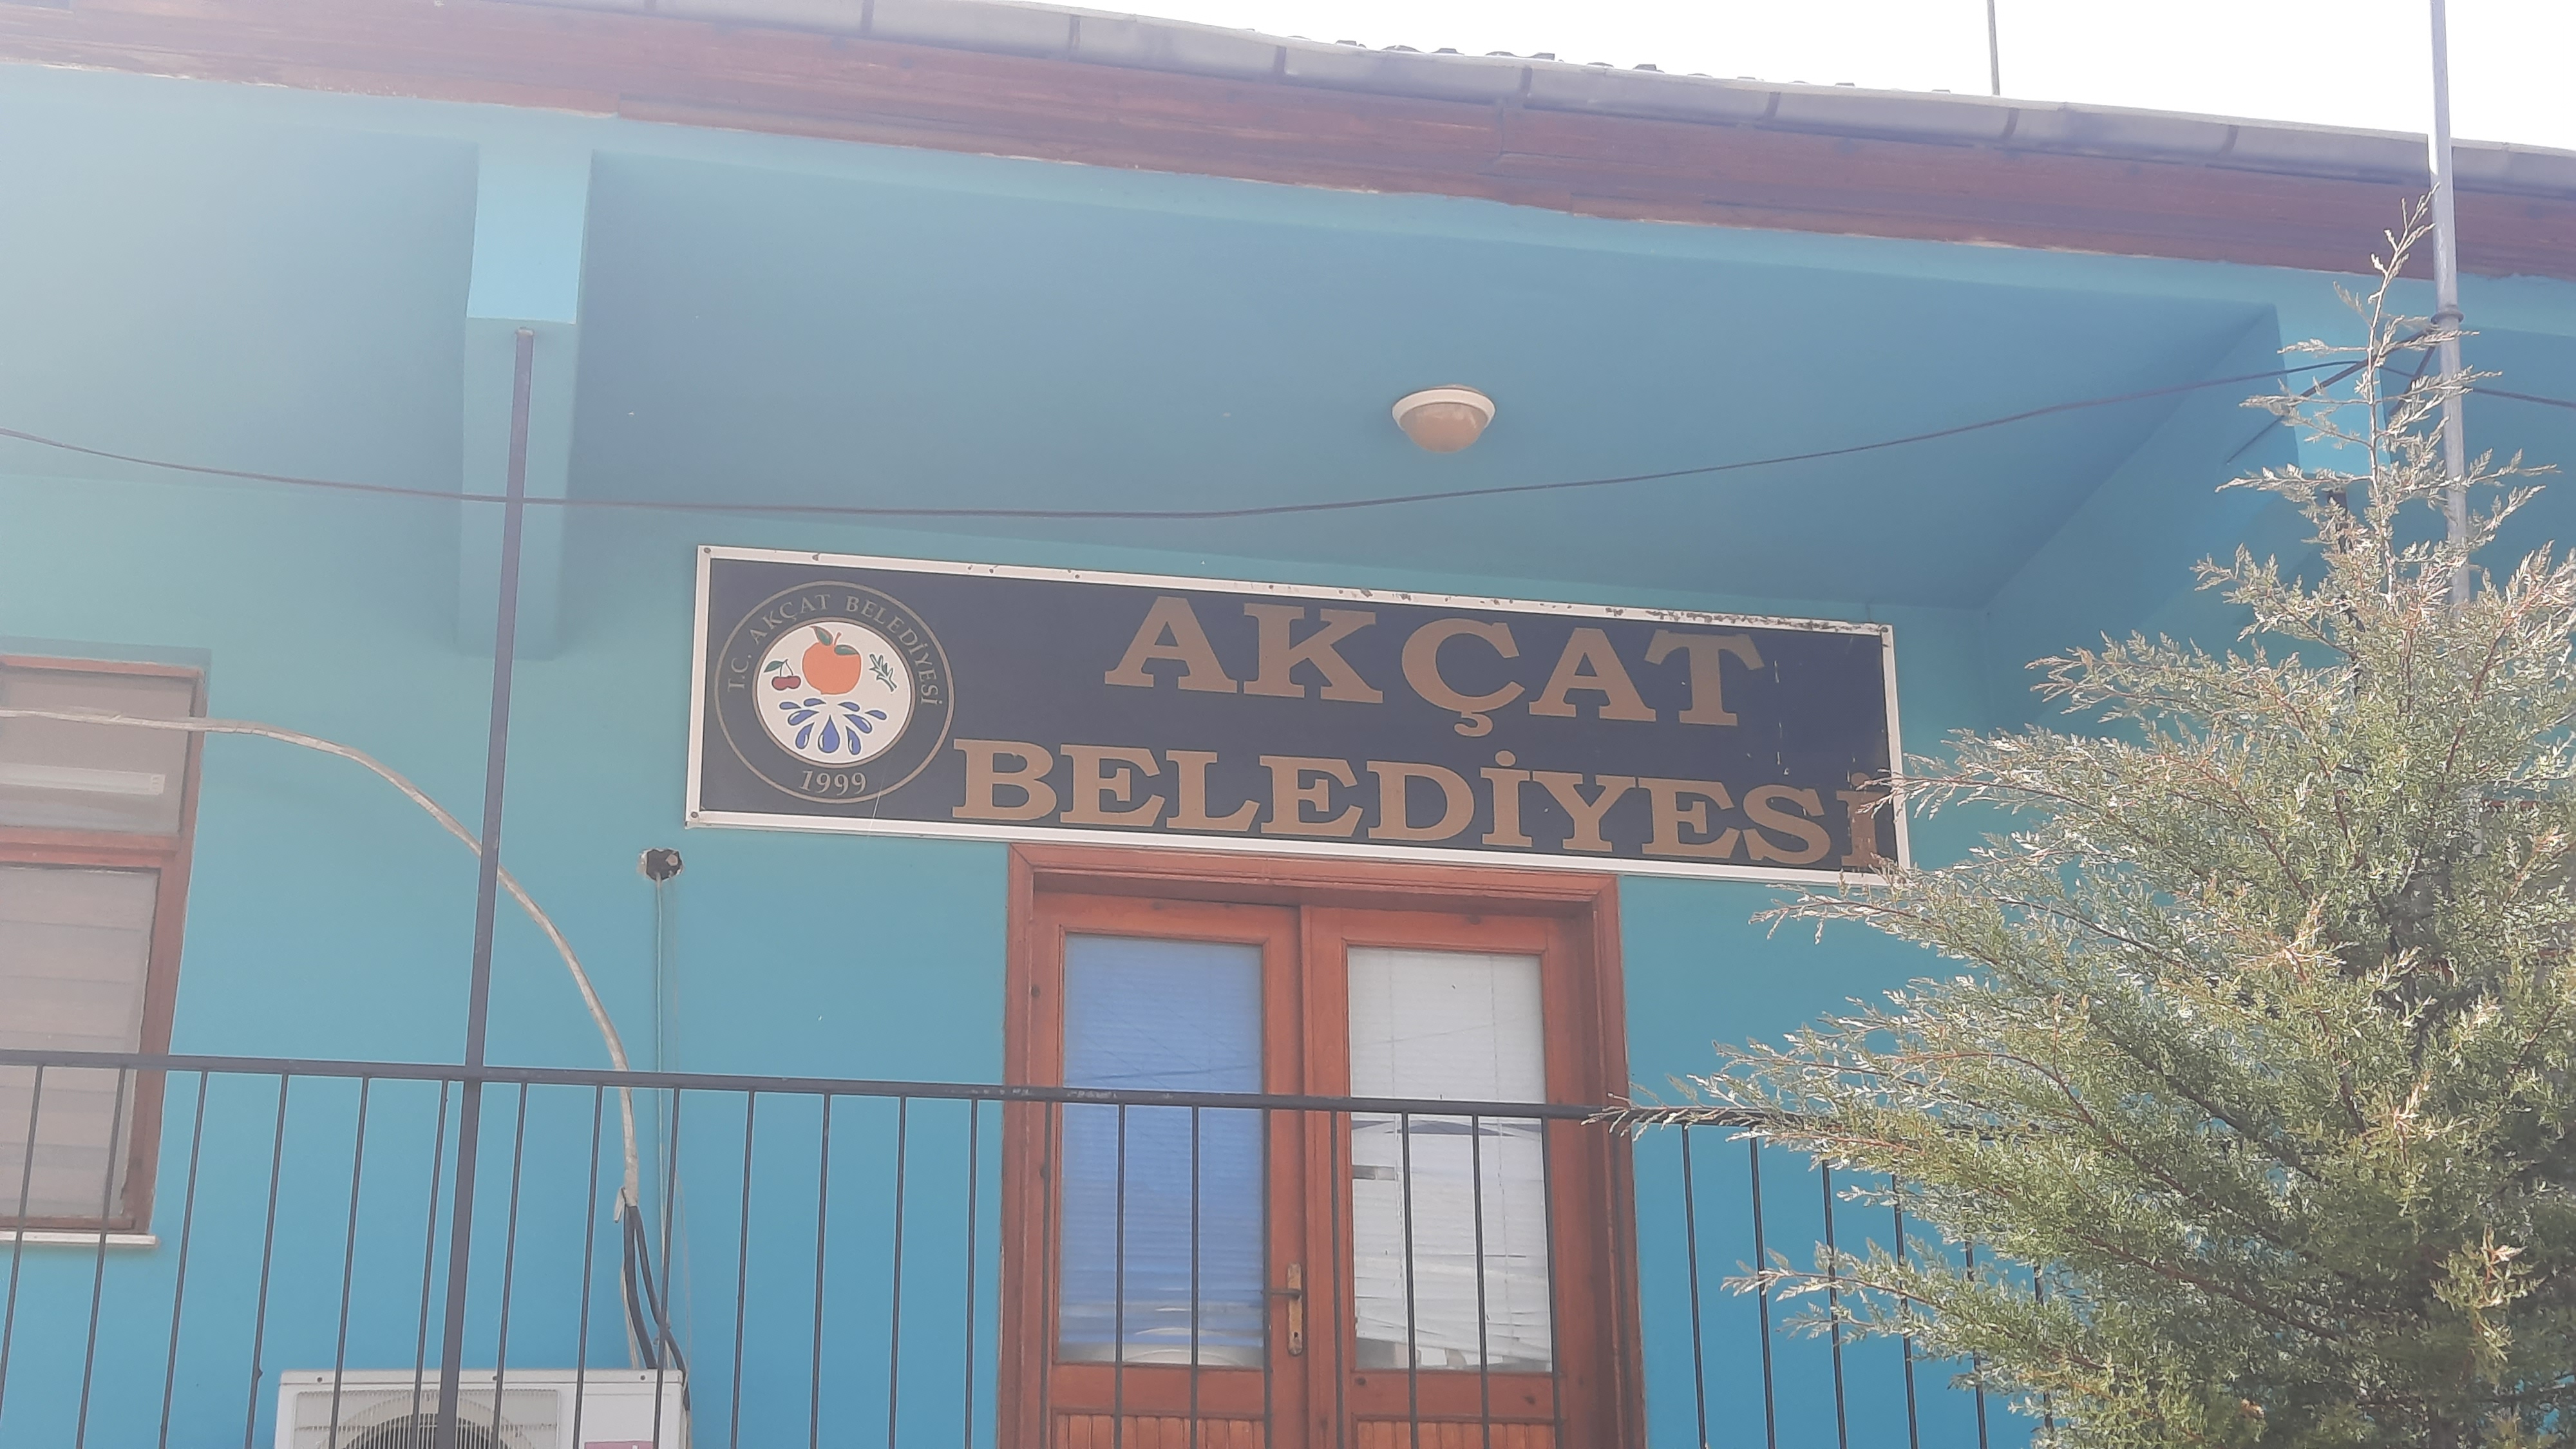 T.C. AKÇAT BELEDİYESİ
1999
AKÇAT
BELEDİYESİ